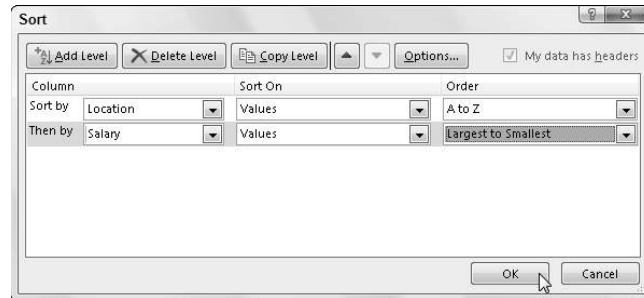 Sort
Add Level Delete Level Copy Level Options... My data has headers
Column Sort On Order
Sort by Location Values A to Z
Then by Salary Values Largest to Smallest
OK Cancel